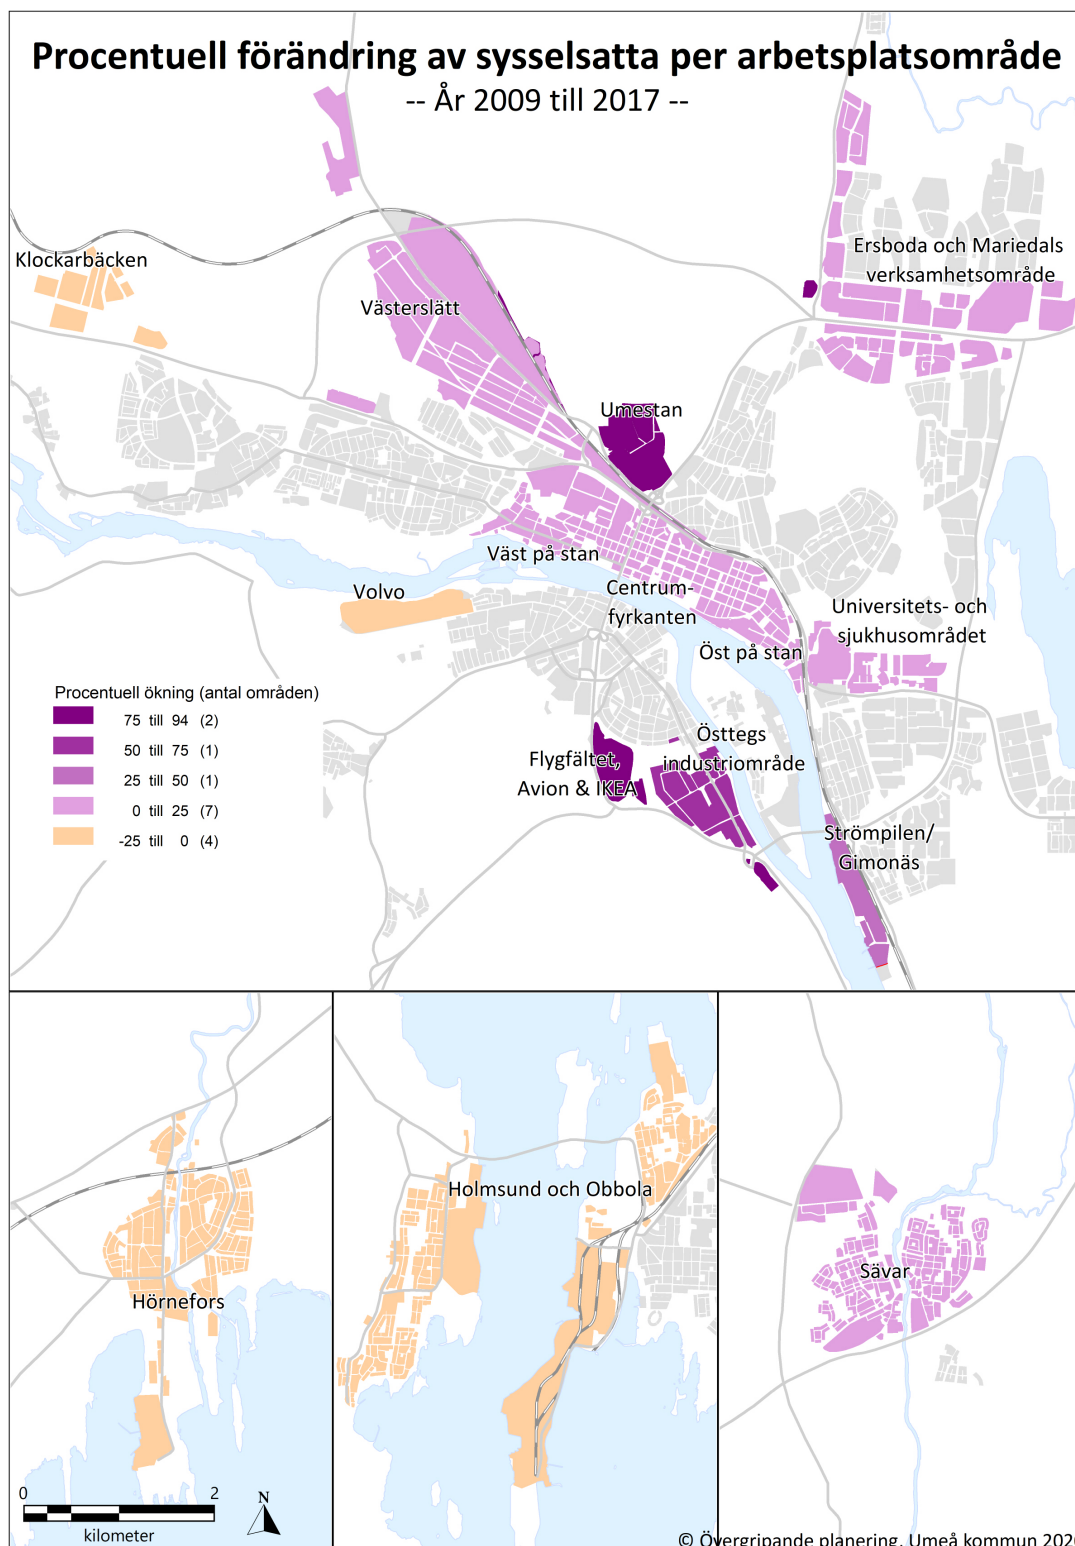 Procentuell förändring av sysselsatta per arbetsplatsområde
-- År 2009 till 2017 --
Klockarbäcken
Ersboda och Mariedals
verksamhetsområde
Västerslätt
Umestan
Väst på stan
Volvo
Centrum-
fyrkanten
Universitets- och
sjukhusområdet
Öst på stan
Procentuell ökning (antal områden)
75 till 94 (2)
50 till 75 (1)
25 till 50 (1)
0 till 25 (7)
-25 till 0 (4)
Flygfältet,
Avion & IKEA
Östtegs
industriområde
Strömpilen/
Gimonäs
Hörnefors
Holmsund och Obbola
Sävar
0 2
kilometer
N
© Övergripande planering, Umeå kommun 2020